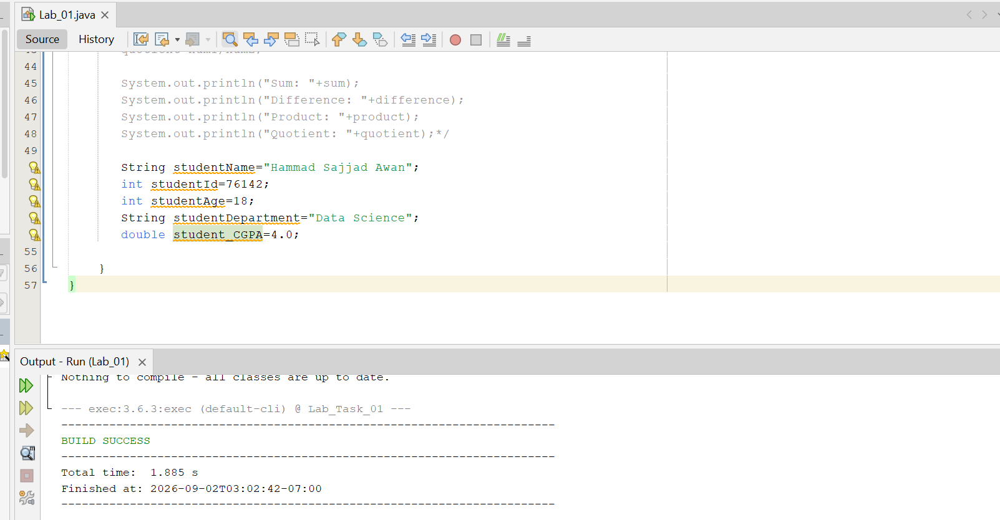 Lab_01.java
Source History
44
45 System.out.println("Sum: "+sum);
46 System.out.println("Difference: "+difference);
47 System.out.println("Product: "+product);
48 System.out.println("Quotient: "+quotient);*/
49
String studentName="Hammad Sajjad Awan";
int studentId=76142;
int studentAge=18;
String studentDepartment="Data Science";
double student_CGPA=4.0;
55
56 }
57 }
Output - Run (Lab_01)
Nothing to compile - all classes are up to date.
--- exec:3.6.3:exec (default-cli) @ Lab_Task_01 ---
------------------------------------------------------------------------
BUILD SUCCESS
------------------------------------------------------------------------
Total time:  1.885 s
Finished at: 2026-09-02T03:02:42-07:00
------------------------------------------------------------------------